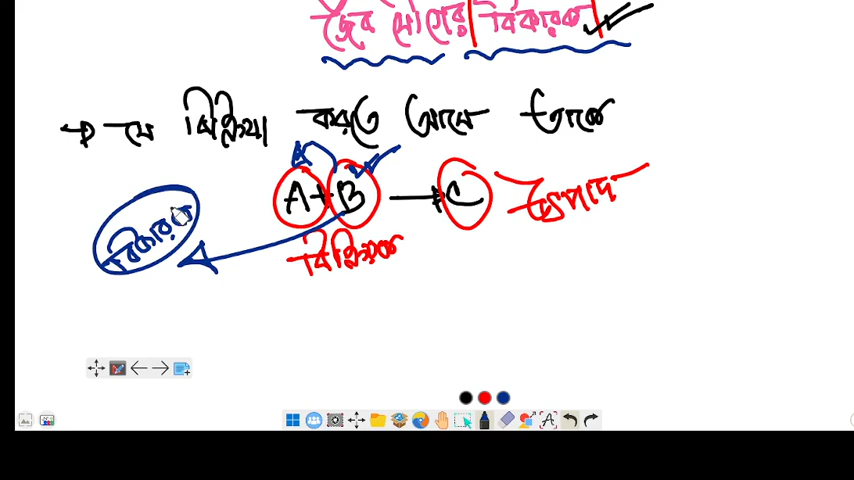 জৈব যৌগের বিকারক
→ যে বিক্রিয়া করতে আসে তাকে
A + B → C উৎপাদ
বিকারক
বিক্রিয়ক